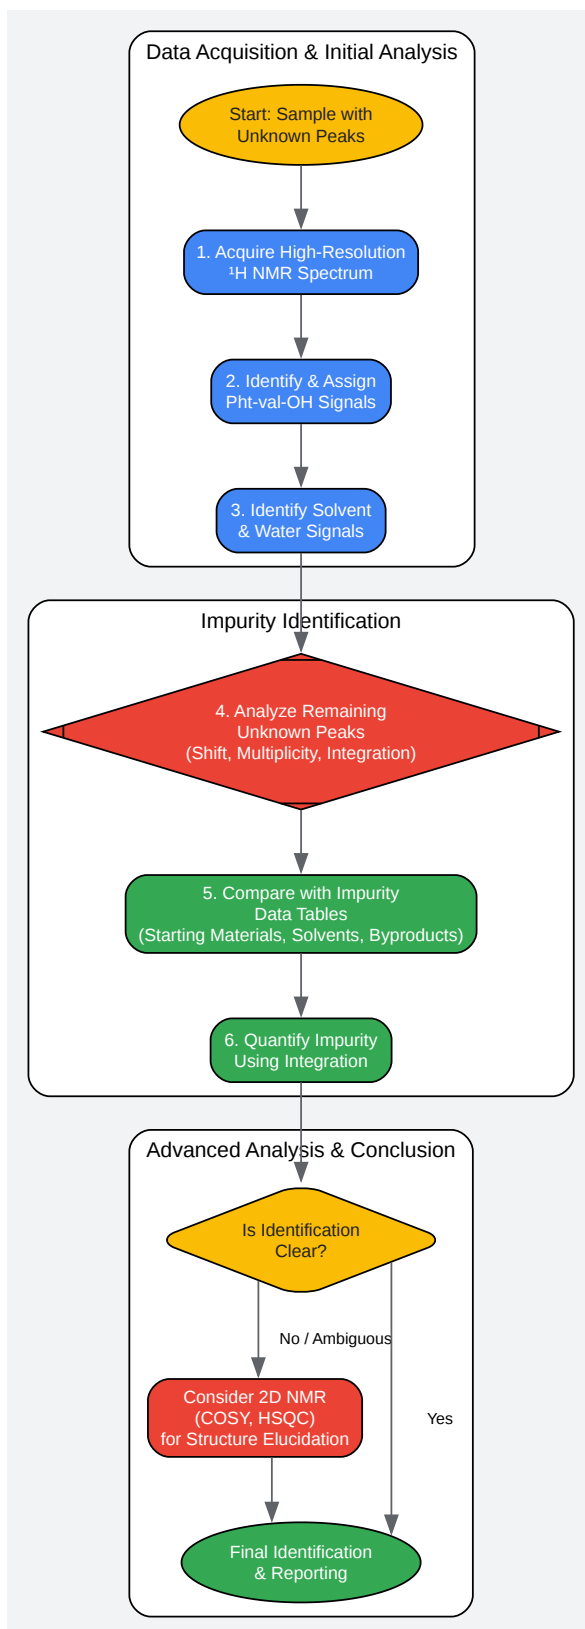 Data Acquisition & Initial Analysis
Start: Sample with
Unknown Peaks
1. Acquire High-Resolution
¹H NMR Spectrum
2. Identify & Assign
Pht-val-OH Signals
3. Identify Solvent
& Water Signals
Impurity Identification
4. Analyze Remaining
Unknown Peaks
(Shift, Multiplicity, Integration)
5. Compare with Impurity
Data Tables
(Starting Materials, Solvents, Byproducts)
6. Quantify Impurity
Using Integration
Advanced Analysis & Conclusion
Is Identification
Clear?
No / Ambiguous
Consider 2D NMR
(COSY, HSQC)
for Structure Elucidation
Yes
Final Identification
& Reporting